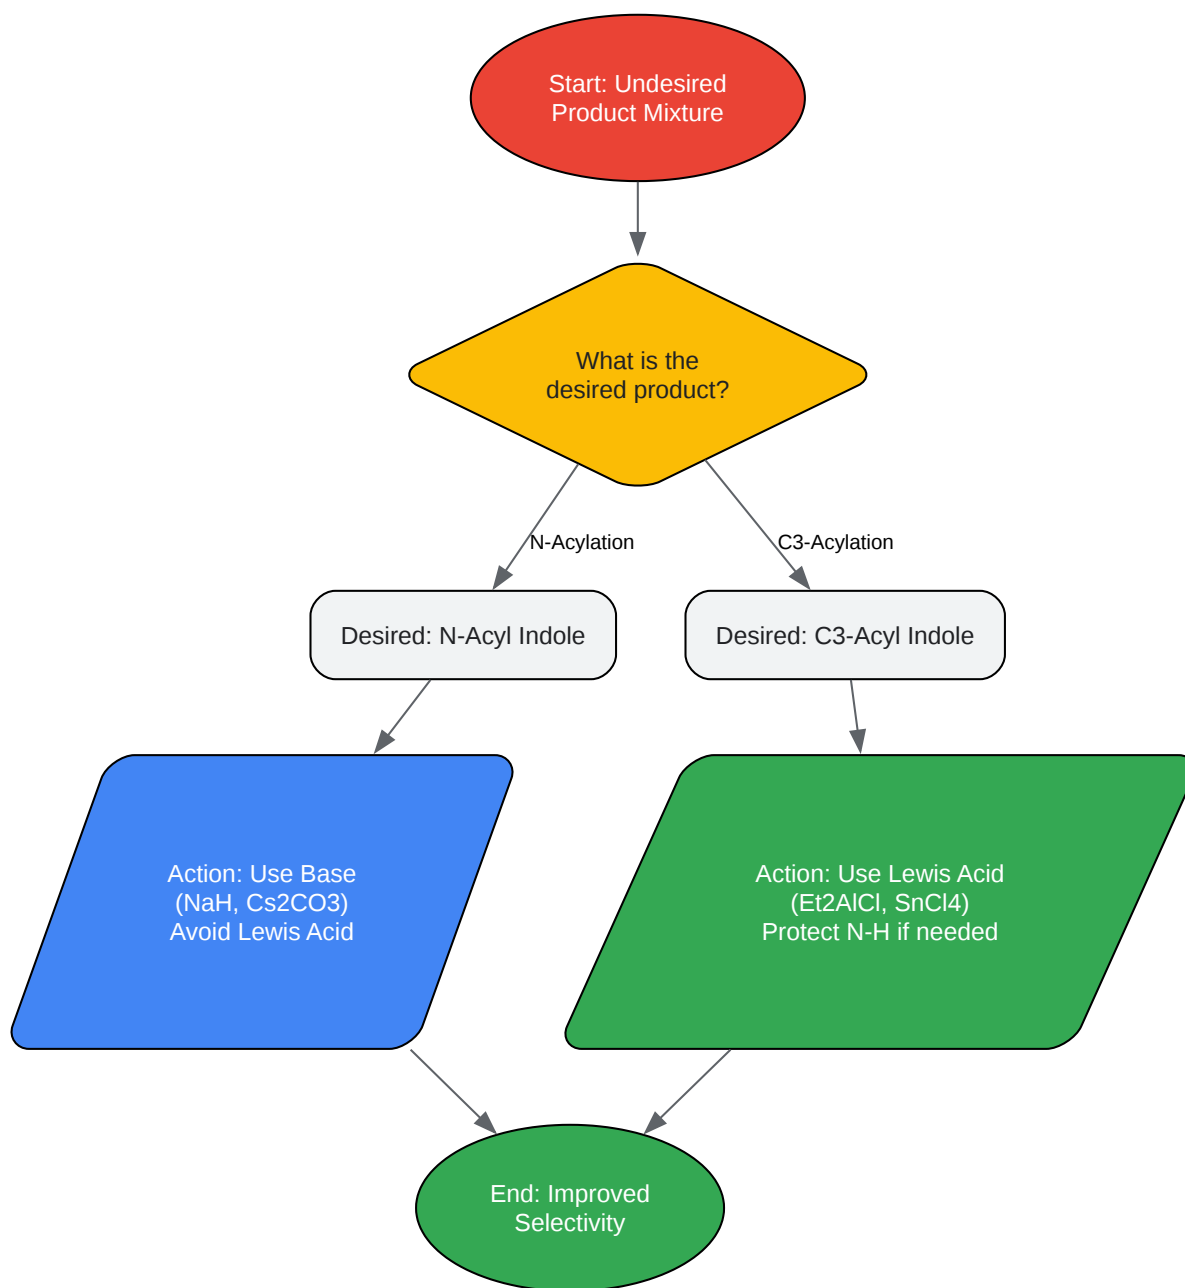 Start: Undesired
Product Mixture
What is the
desired product?
N-Acylation
C3-Acylation
Desired: N-Acyl Indole
Desired: C3-Acyl Indole
Action: Use Base
(NaH, Cs2CO3)
Avoid Lewis Acid
Action: Use Lewis Acid
(Et2AlCl, SnCl4)
Protect N-H if needed
End: Improved
Selectivity